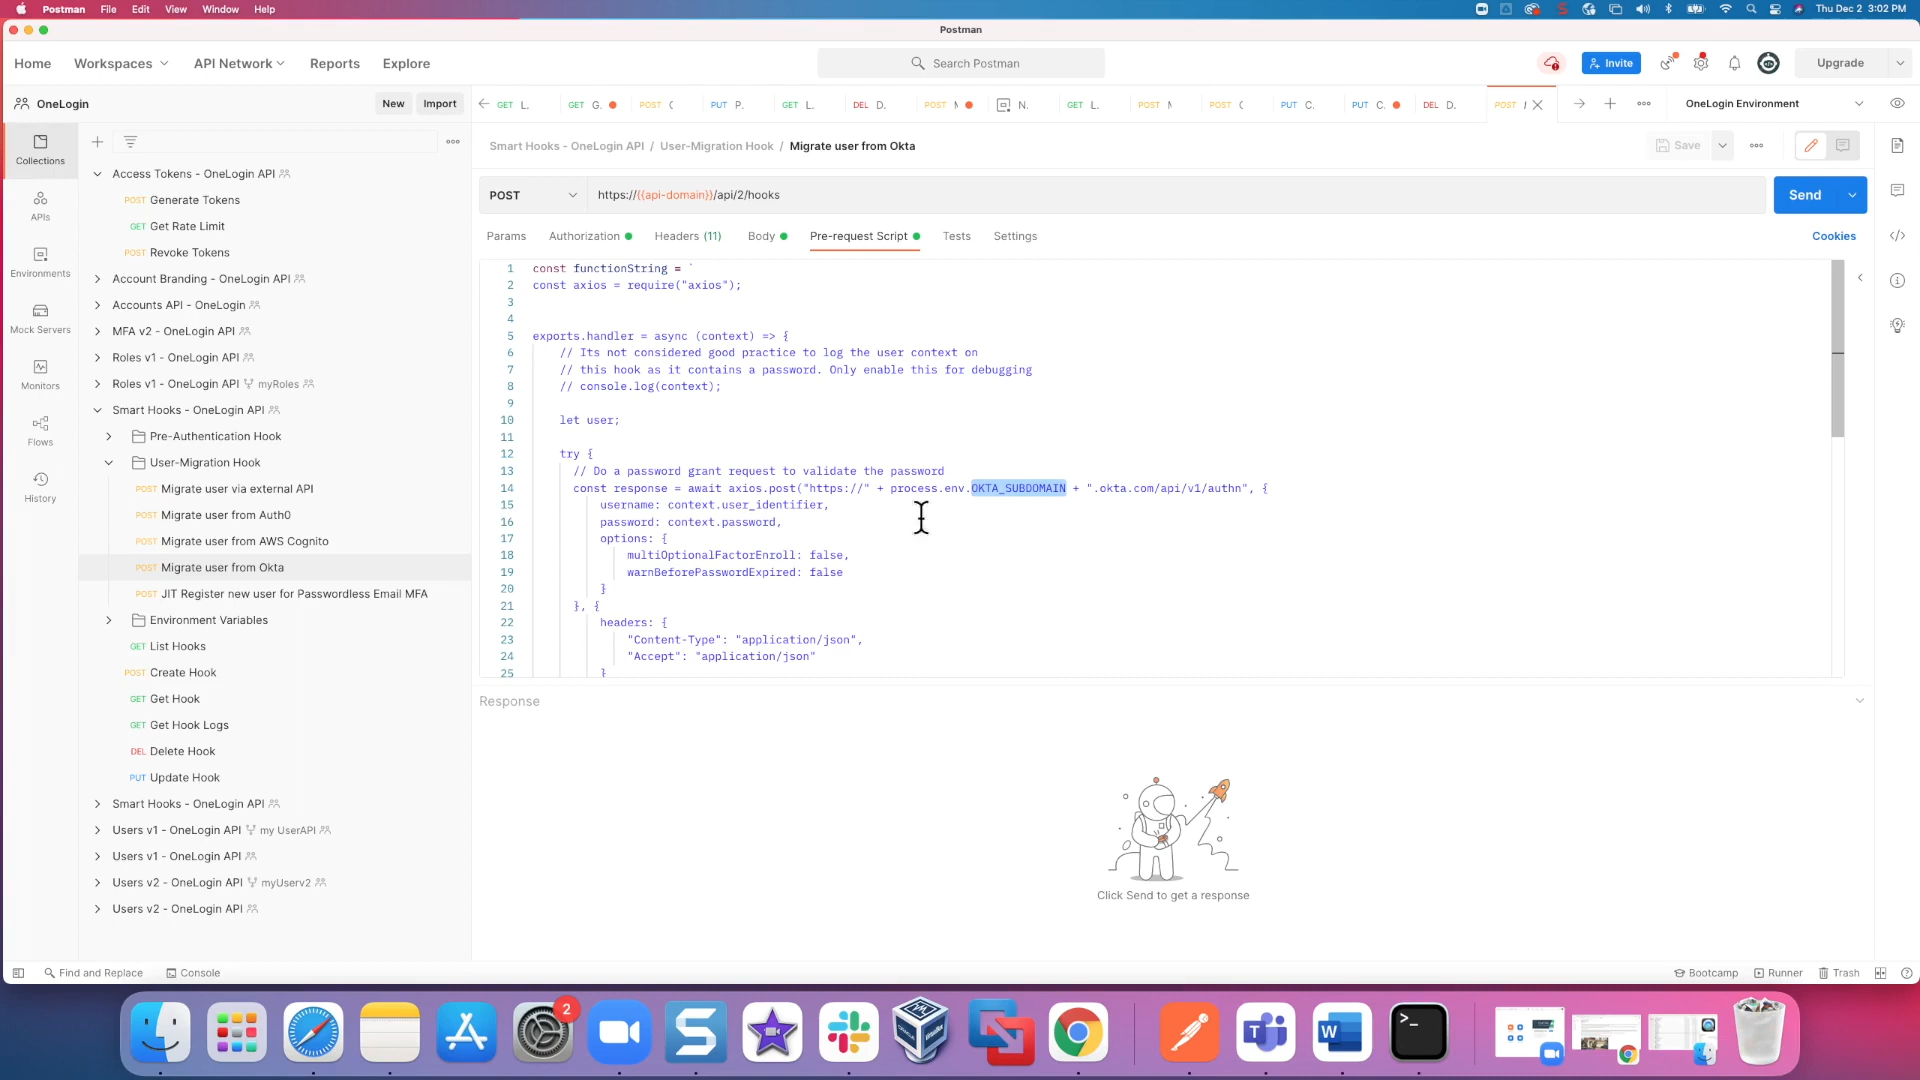 Postman File Edit View Window Help Thu Dec 2 3:02 PM
Postman
Home Workspaces API Network Reports Explore Search Postman Invite Upgrade
OneLogin New Import GET L. GET G. POST ( PUT P. GET L. DEL D. POST N. GET L. POST POST ( PUT C. PUT C. DEL D. POST OneLogin Environment
Collections
APIs
Environments
Mock Servers
Monitors
Flows
History
Access Tokens - OneLogin API
POST Generate Tokens
GET Get Rate Limit
POST Revoke Tokens
Account Branding - OneLogin API
Accounts API - OneLogin
MFA v2 - OneLogin API
Roles v1 - OneLogin API
Roles v1 - OneLogin API myRoles
Smart Hooks - OneLogin API
Pre-Authentication Hook
User-Migration Hook
POST Migrate user via external API
POST Migrate user from Auth0
POST Migrate user from AWS Cognito
POST Migrate user from Okta
POST JIT Register new user for Passwordless Email MFA
Environment Variables
GET List Hooks
POST Create Hook
GET Get Hook
GET Get Hook Logs
DEL Delete Hook
PUT Update Hook
Smart Hooks - OneLogin API
Users v1 - OneLogin API my UserAPI
Users v1 - OneLogin API
Users v2 - OneLogin API myUserv2
Users v2 - OneLogin API
Smart Hooks - OneLogin API / User-Migration Hook / Migrate user from Okta Save
POST https://{{api-domain}}/api/2/hooks Send
Params Authorization Headers (11) Body Pre-request Script Tests Settings Cookies
1 const functionString = `
2 const axios = require("axios");
3
4
5 exports.handler = async (context) => {
6 // Its not considered good practice to log the user context on
7 // this hook as it contains a password. Only enable this for debugging
8 // console.log(context);
9
10 let user;
11
12 try {
13 // Do a password grant request to validate the password
14 const response = await axios.post("https://" + process.env.OKTA_SUBDOMAIN + ".okta.com/api/v1/authn", {
15 username: context.user_identifier,
16 password: context.password,
17 options: {
18 multiOptionalFactorEnroll: false,
19 warnBeforePasswordExpired: false
20 }
21 }, {
22 headers: {
23 "Content-Type": "application/json",
24 "Accept": "application/json"
25 }
Response
Click Send to get a response
Find and Replace Console Bootcamp Runner Trash
2